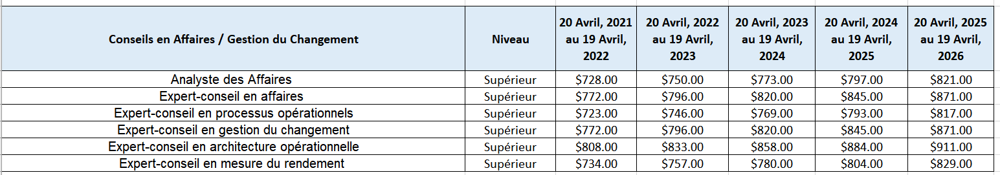 Conseils en Affaires / Gestion du Changement Niveau 20 Avril, 2021 au 19 Avril, 2022 20 Avril, 2022 au 19 Avril, 2023 20 Avril, 2023 au 19 Avril, 2024 20 Avril, 2024 au 19 Avril, 2025 20 Avril, 2025 au 19 Avril, 2026
Analyste des Affaires Supérieur $728.00 $750.00 $773.00 $797.00 $821.00
Expert-conseil en affaires Supérieur $772.00 $796.00 $820.00 $845.00 $871.00
Expert-conseil en processus opérationnels Supérieur $723.00 $746.00 $769.00 $793.00 $817.00
Expert-conseil en gestion du changement Supérieur $772.00 $796.00 $820.00 $845.00 $871.00
Expert-conseil en architecture opérationnelle Supérieur $808.00 $833.00 $858.00 $884.00 $911.00
Expert-conseil en mesure du rendement Supérieur $734.00 $757.00 $780.00 $804.00 $829.00